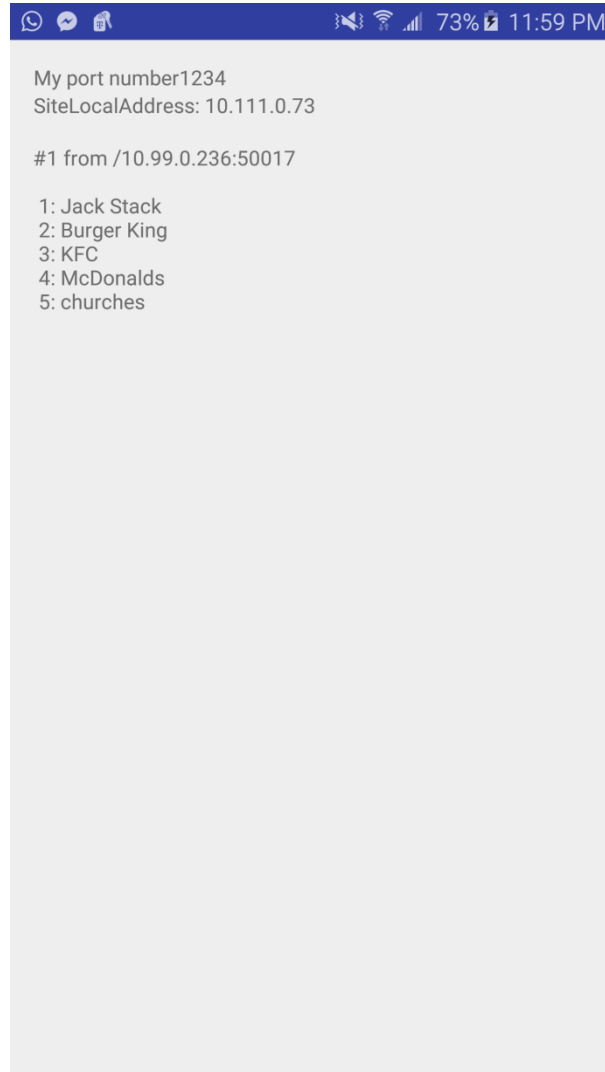 73% 11:59 PM
My port number1234
SiteLocalAddress: 10.111.0.73
#1 from /10.99.0.236:50017
1: Jack Stack
2: Burger King
3: KFC
4: McDonalds
5: churches